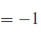 = −1